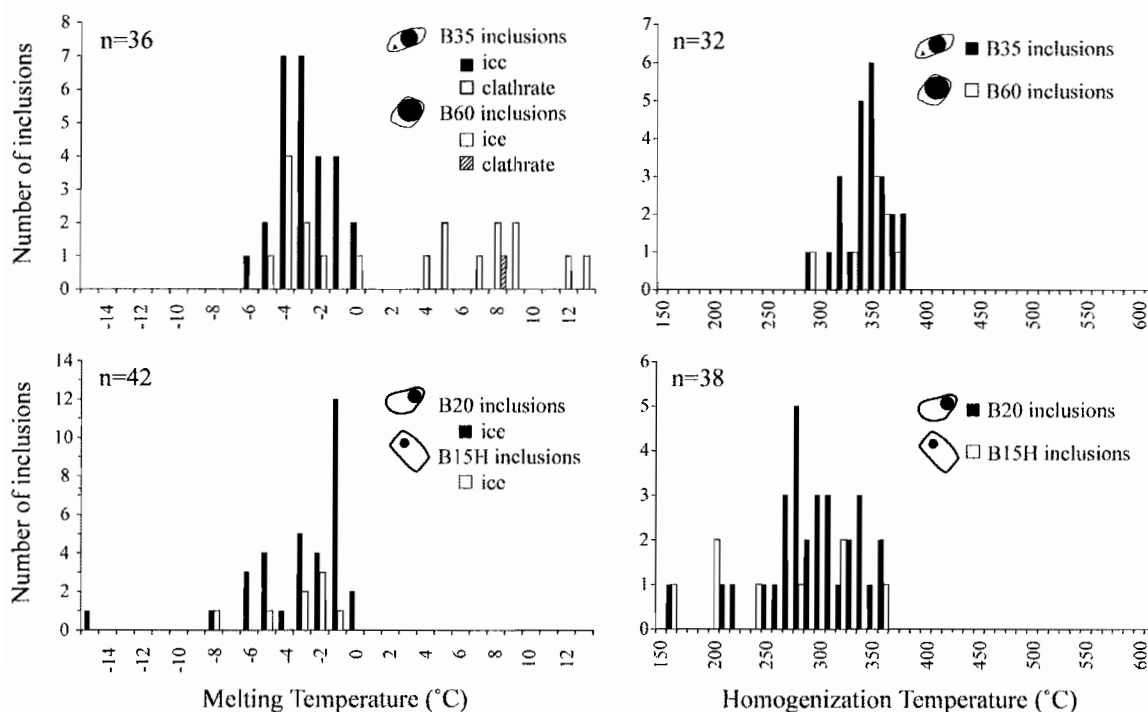 n=36
B35 inclusions
ice
clathrate
B60 inclusions
ice
clathrate
Number of inclusions
8
7
6
5
4
3
2
1
0
-14 -12 -10 -8 -6 -4 -2 0 2 4 8 10 12
n=32
B35 inclusions
B60 inclusions
7
6
5
4
3
2
1
0
150 200 250 300 350 400 450 500 550 600
n=42
B20 inclusions
ice
B15H inclusions
ice
Number of inclusions
14
12
10
8
6
4
2
0
-14 -12 -10 -8 -6 -4 -2 0 2 4 8 10 12
Melting Temperature (°C)
n=38
B20 inclusions
B15H inclusions
6
5
4
3
2
1
0
150 200 250 300 350 400 450 500 550 600
Homogenization Temperature (°C)